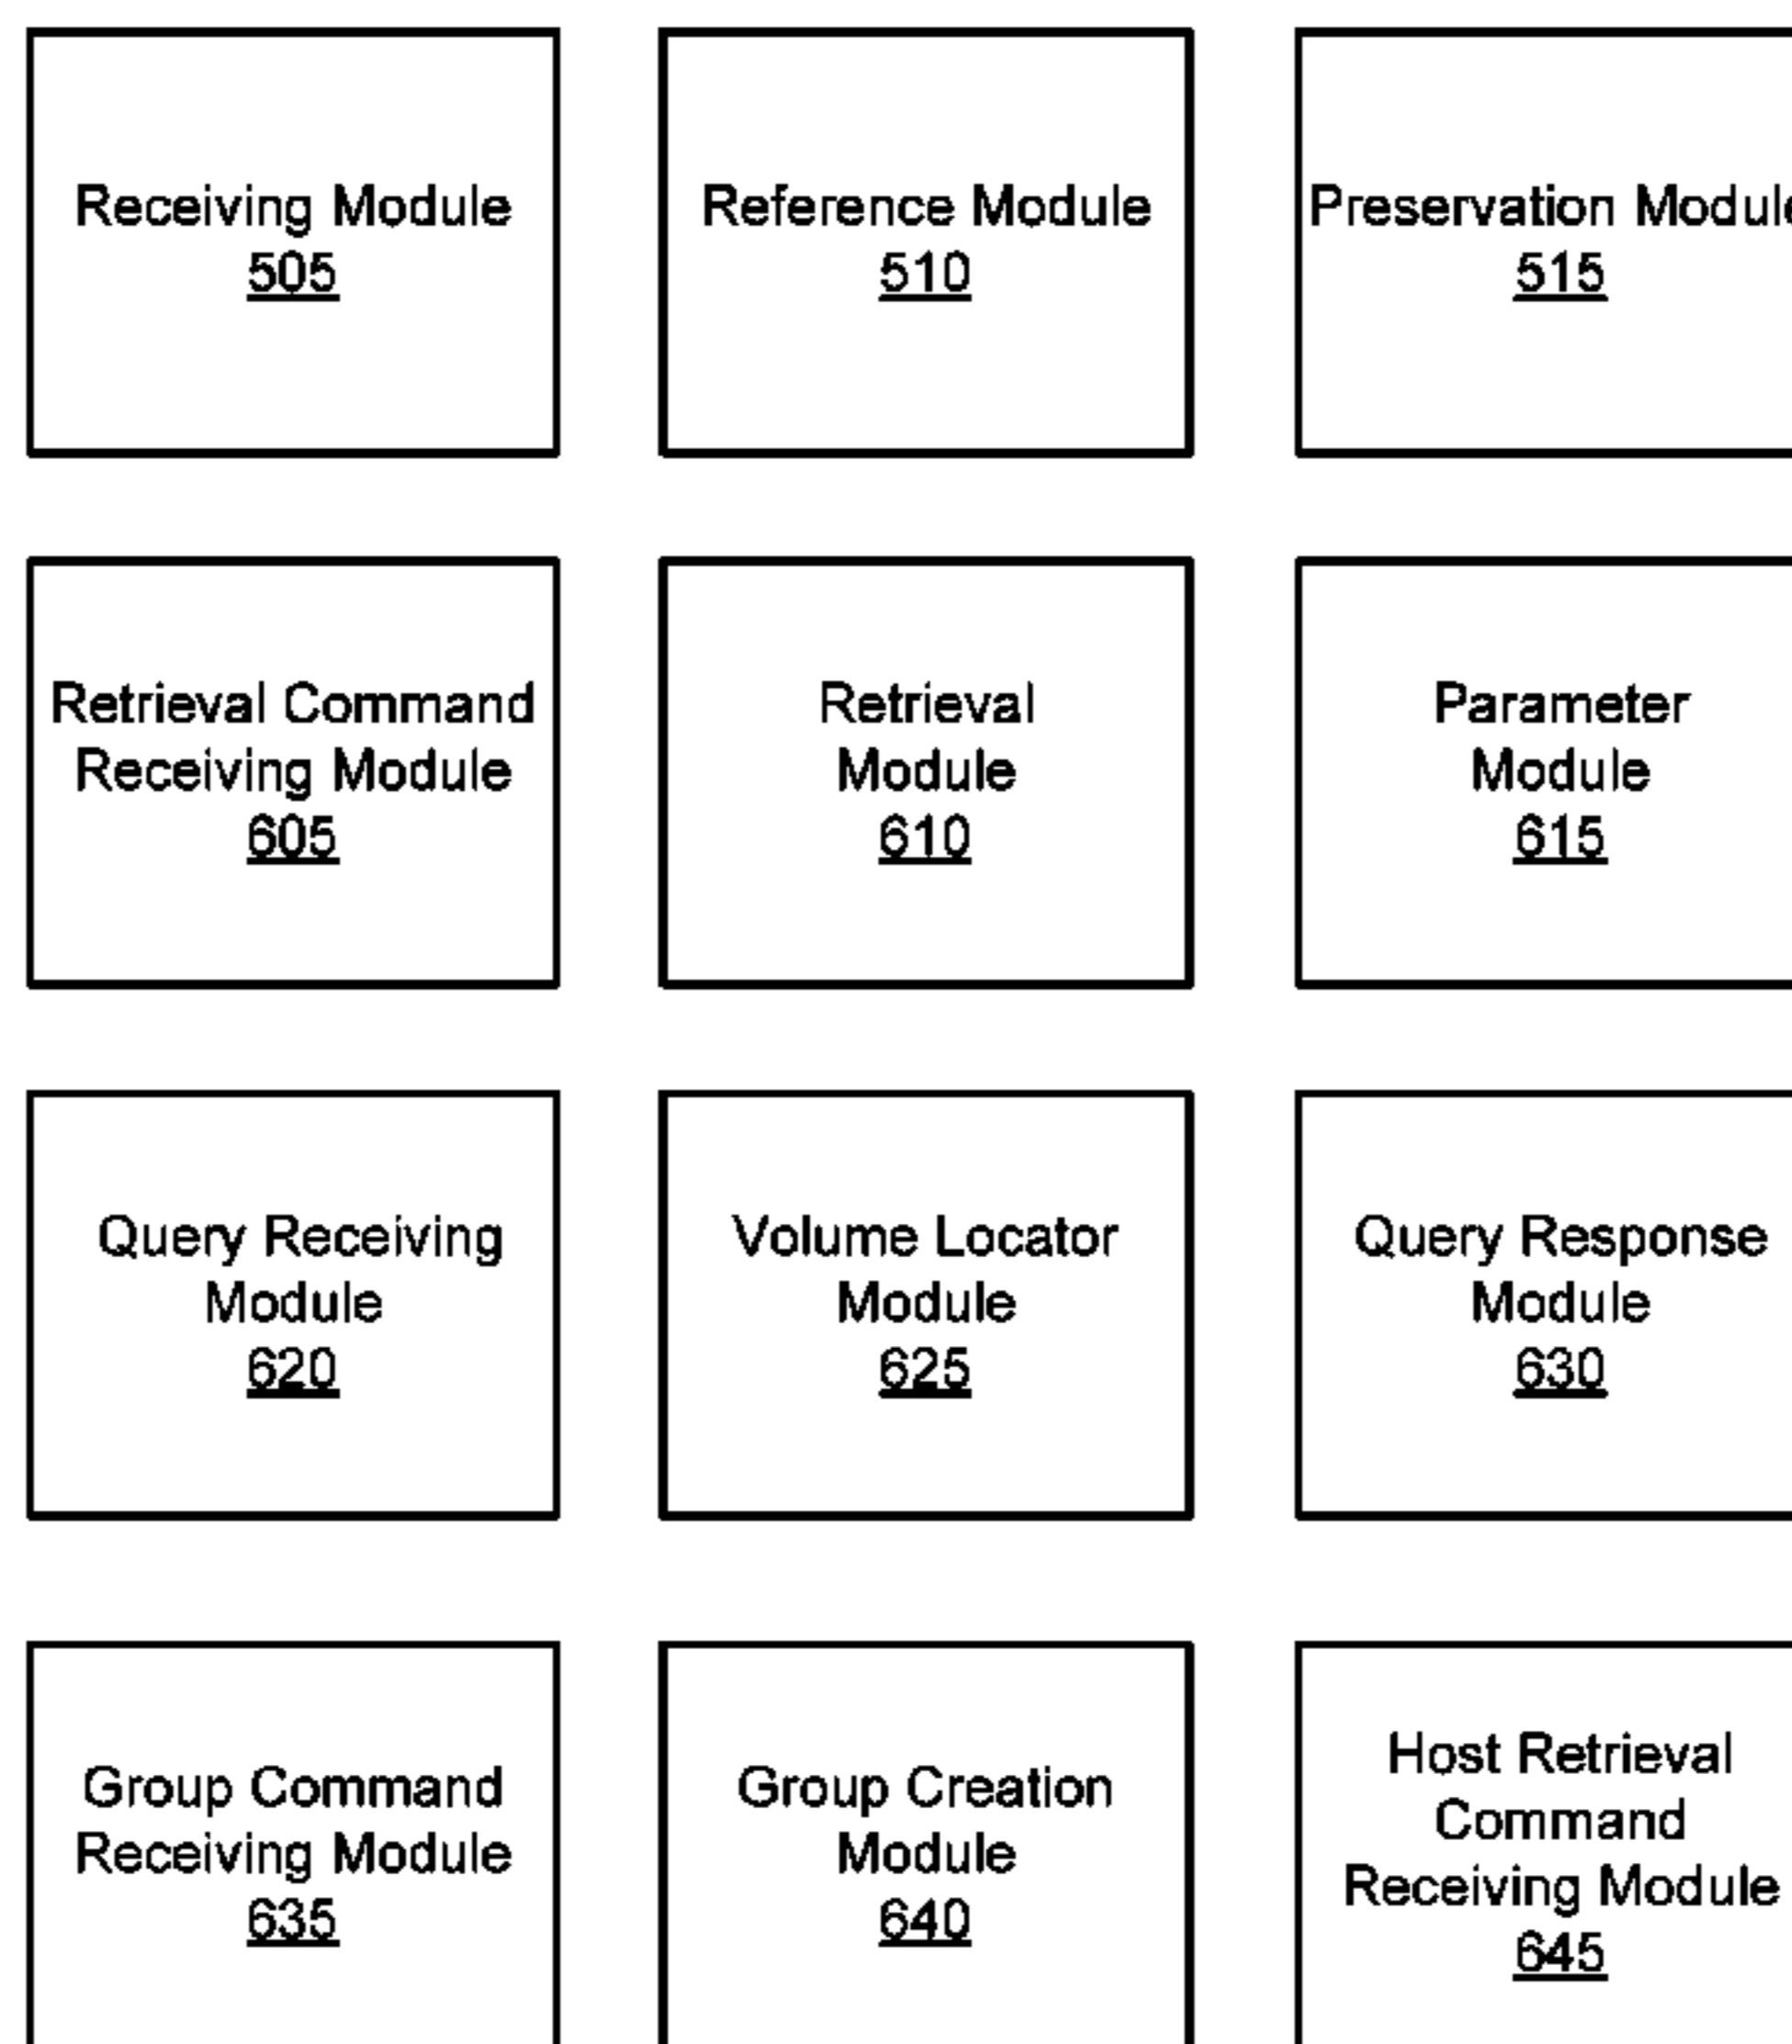 Receiving Module
505
Reference Module
510
Preservation Module
515
Retrieval Command
Receiving Module
605
Retrieval
Module
610
Parameter
Module
615
Query Receiving
Module
620
Volume Locator
Module
625
Query Response
Module
630
Group Command
Receiving Module
635
Group Creation
Module
640
Host Retrieval
Command
Receiving Module
645